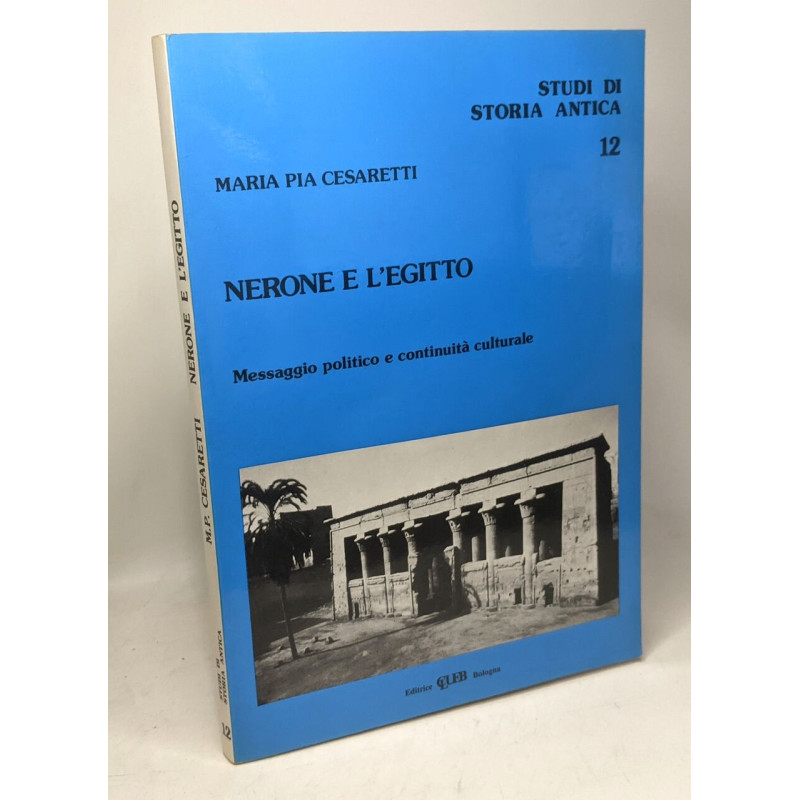 STUDI DI
STORIA ANTICA
12
MARIA PIA CESARETTI
NERONE E L'EGITTO
Messaggio politico e continuità culturale
Editrice CLUEB Bologna
M.P. CESARETTI NERONE E L'EGITTO
STUDI DI
STORIA ANTICA
12